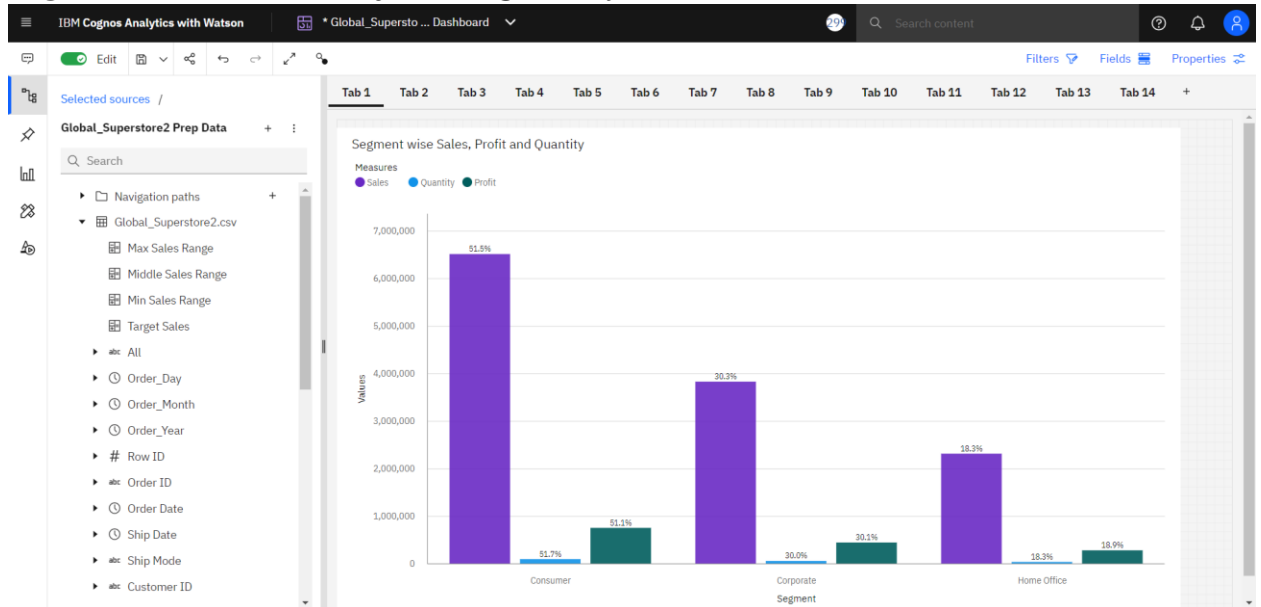 IBM Cognos Analytics with Watson
* Global_Supersto ... Dashboard
299
Search content
Edit
Filters
Fields
Properties
Selected sources /
Tab 1 Tab 2 Tab 3 Tab 4 Tab 5 Tab 6 Tab 7 Tab 8 Tab 9 Tab 10 Tab 11 Tab 12 Tab 13 Tab 14 +
Global_Superstore2 Prep Data + :
Search
Navigation paths +
Global_Superstore2.csv
Max Sales Range
Middle Sales Range
Min Sales Range
Target Sales
abc All
Order_Day
Order_Month
Order_Year
# Row ID
abc Order ID
Order Date
Ship Date
abc Ship Mode
abc Customer ID
Segment wise Sales, Profit and Quantity
Measures
Sales Quantity Profit
Values
7,000,000
6,000,000
5,000,000
4,000,000
3,000,000
2,000,000
1,000,000
0
51.5%
51.7%
51.1%
30.3%
30.0%
30.1%
18.3%
18.3%
18.9%
Consumer Corporate Home Office
Segment